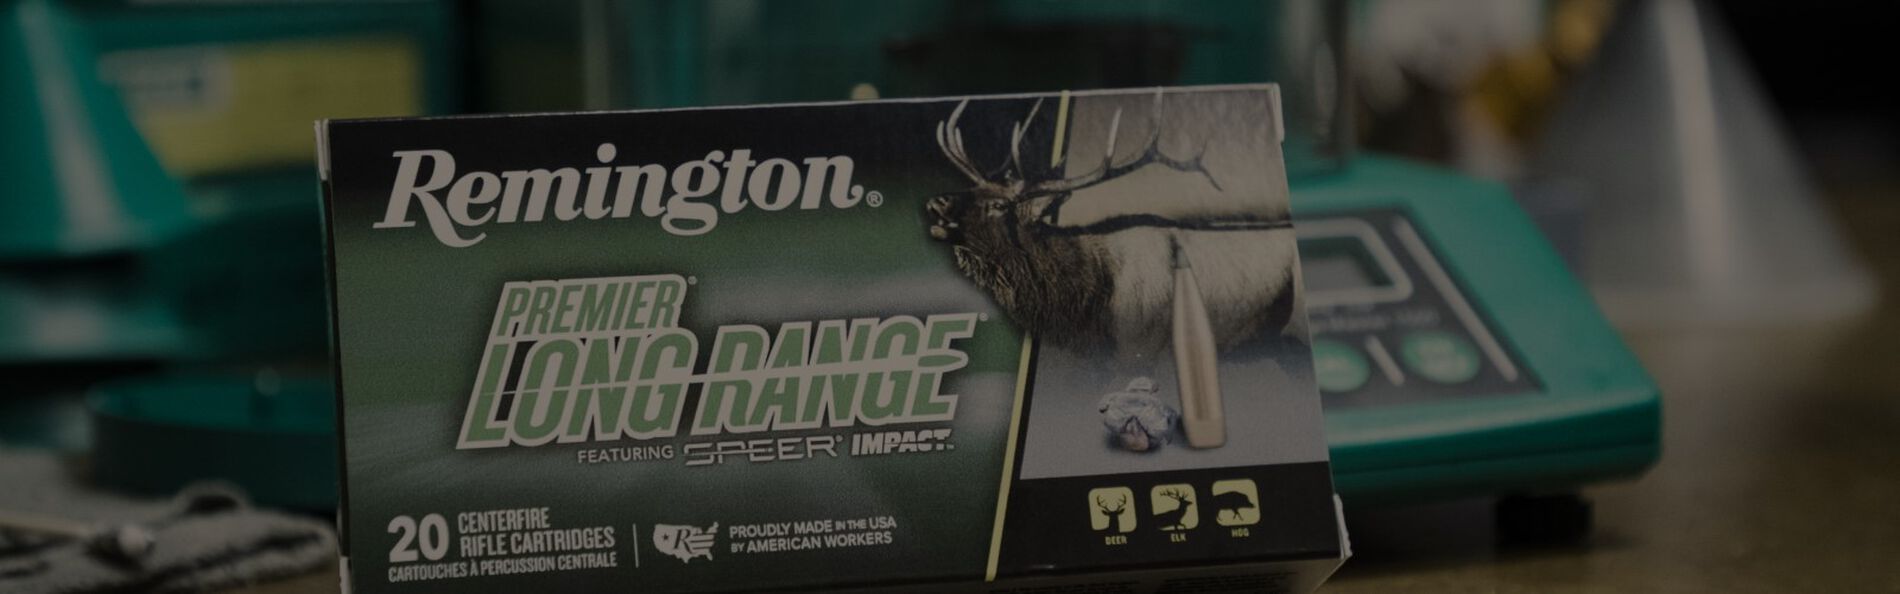 Remington®
PREMIER®
LONG RANGE®
FEATURING SPEER® IMPACT
20 CENTERFIRE
RIFLE CARTRIDGES
CARTOUCHES À PERCUSSION CENTRALE
R
PROUDLY MADE IN THE USA
BY AMERICAN WORKERS
DEER ELK HOG